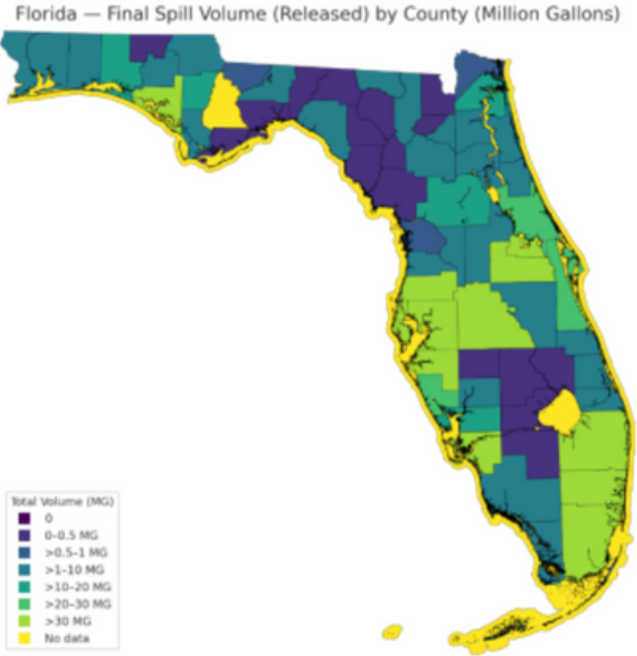 Florida — Final Spill Volume (Released) by County (Million Gallons)
Total Volume (MG)
0
0–0.5 MG
>0.5–1 MG
>1–10 MG
>10–20 MG
>20–30 MG
>30 MG
No data